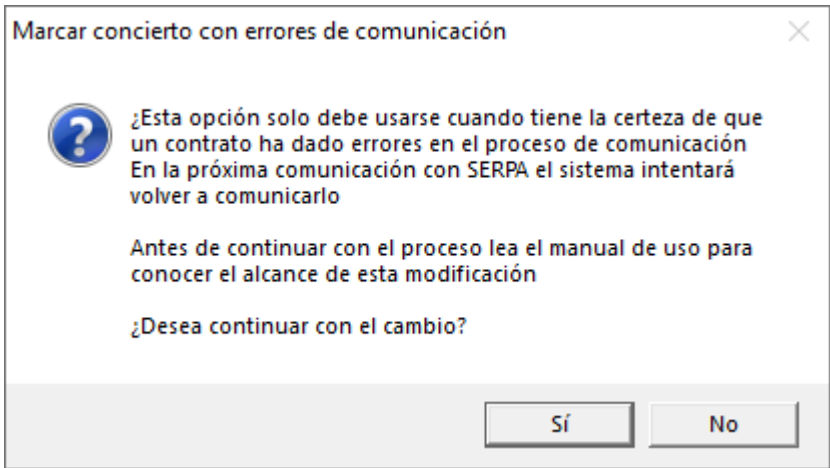 Marcar concierto con errores de comunicación
¿Esta opción solo debe usarse cuando tiene la certeza de que
un contrato ha dado errores en el proceso de comunicación
En la próxima comunicación con SERPA el sistema intentará
volver a comunicarlo
Antes de continuar con el proceso lea el manual de uso para
conocer el alcance de esta modificación
¿Desea continuar con el cambio?
Sí
No